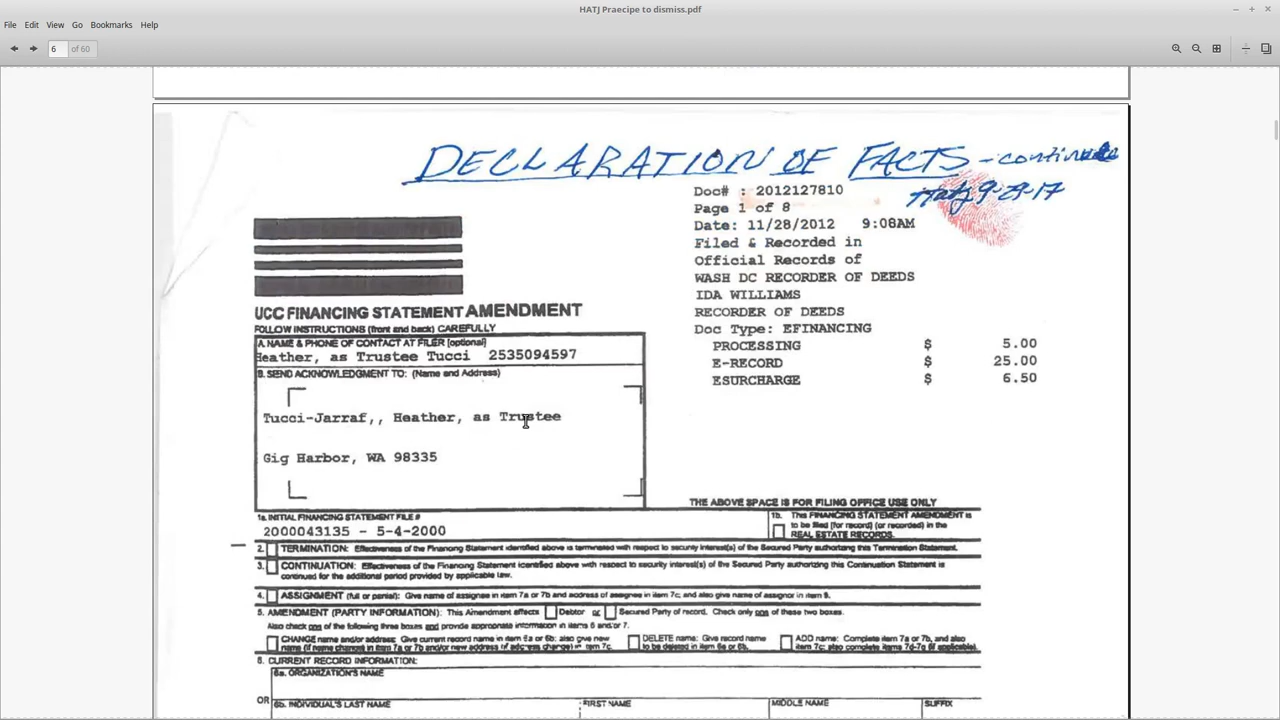 HATJ Praecipe to dismiss.pdf
File Edit View Go Bookmarks Help
6 of 60
DECLARATION OF FACTS - continued
Hatj 9-29-17
Doc# : 2012127810
Page 1 of 8
Date: 11/28/2012 9:08AM
Filed & Recorded in
Official Records of
WASH DC RECORDER OF DEEDS
IDA WILLIAMS
RECORDER OF DEEDS
Doc Type: EFINANCING
PROCESSING $ 5.00
E-RECORD $ 25.00
ESURCHARGE $ 6.50
UCC FINANCING STATEMENT AMENDMENT
FOLLOW INSTRUCTIONS (front and back) CAREFULLY
A. NAME & PHONE OF CONTACT AT FILER [optional]
Heather, as Trustee Tucci 2535094597
B. SEND ACKNOWLEDGMENT TO: (Name and Address)
Tucci-Jarraf,, Heather, as Trustee
Gig Harbor, WA 98335
THE ABOVE SPACE IS FOR FILING OFFICE USE ONLY
1a. INITIAL FINANCING STATEMENT FILE #
2000043135 - 5-4-2000
1b. This FINANCING STATEMENT AMENDMENT is
to be filed [for record] (or recorded) in the
REAL ESTATE RECORDS.
2. TERMINATION: Effectiveness of the Financing Statement identified above is terminated with respect to security interest(s) of the Secured Party authorizing this Termination Statement.
3. CONTINUATION: Effectiveness of the Financing Statement identified above with respect to security interest(s) of the Secured Party authorizing this Continuation Statement is
continued for the additional period provided by applicable law.
4. ASSIGNMENT (full or partial): Give name of assignee in item 7a or 7b and address of assignee in item 7c; and also give name of assignor in item 9.
5. AMENDMENT (PARTY INFORMATION): This Amendment affects Debtor or Secured Party of record. Check only one of these two boxes.
Also check one of the following three boxes and provide appropriate information in items 6 and/or 7.
CHANGE name and/or address: Give current record name in item 6a or 6b; also give new
name (if name change) in item 7a or 7b and/or new address (if address change) in item 7c.
DELETE name: Give record name
to be deleted in item 6a or 6b.
ADD name: Complete item 7a or 7b, and also
item 7c; also complete items 7d-7g (if applicable).
6. CURRENT RECORD INFORMATION:
6a. ORGANIZATION'S NAME
OR
6b. INDIVIDUAL'S LAST NAME FIRST NAME MIDDLE NAME SUFFIX